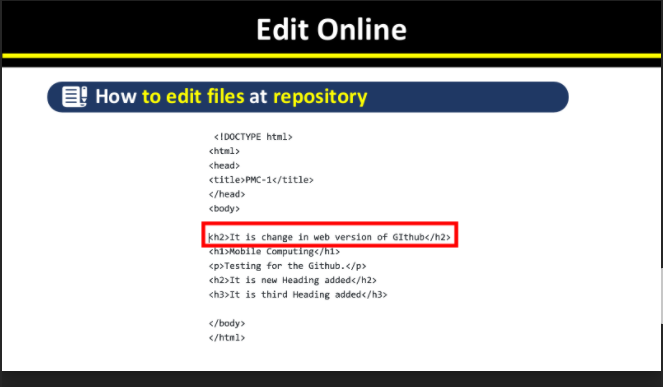 Edit Online
How to edit files at repository
<!DOCTYPE html>
<html>
<head>
<title>PMC-1</title>
</head>
<body>
<h2>It is change in web version of GIthub</h2>
<h1>Mobile Computing</h1>
<p>Testing for the Github.</p>
<h2>It is new Heading added</h2>
<h3>It is third Heading added</h3>
</body>
</html>